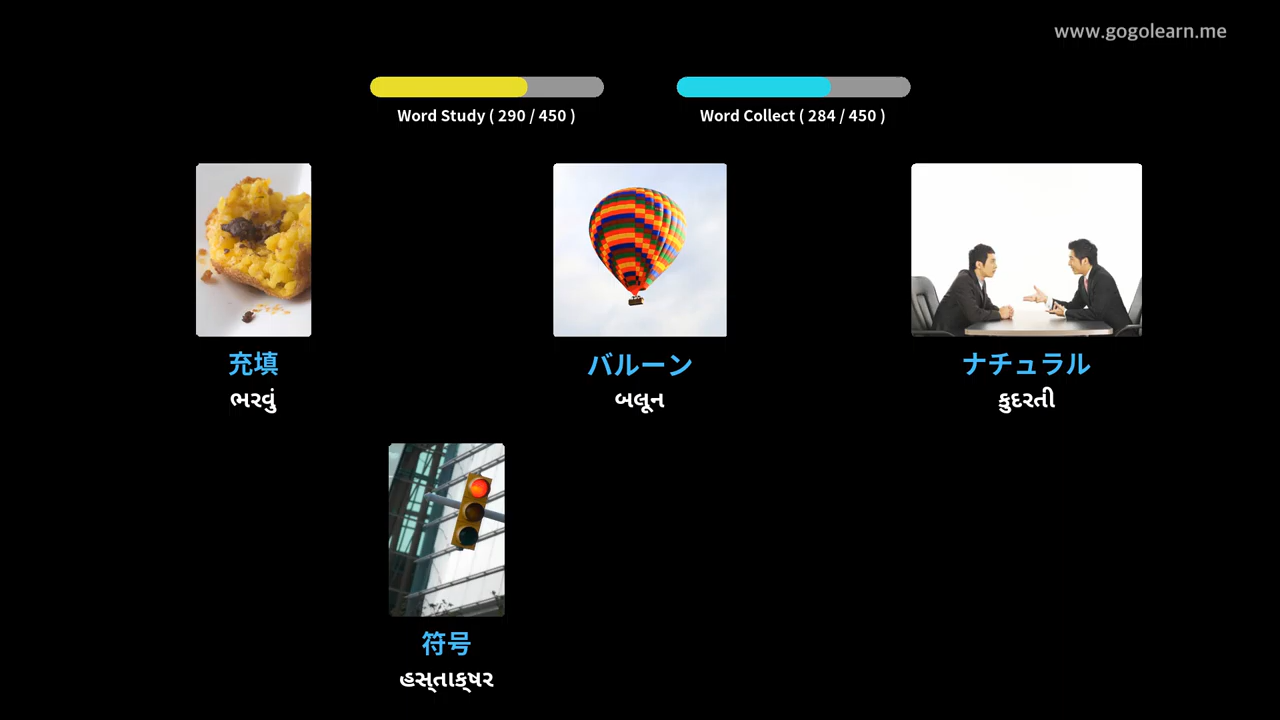 www.gogolearn.me
Word Study ( 290 / 450 )
Word Collect ( 284 / 450 )
充填
ભરવું
バルーン
બલૂન
ナチュラル
કુદરતી
符号
હસ્તાક્ષર